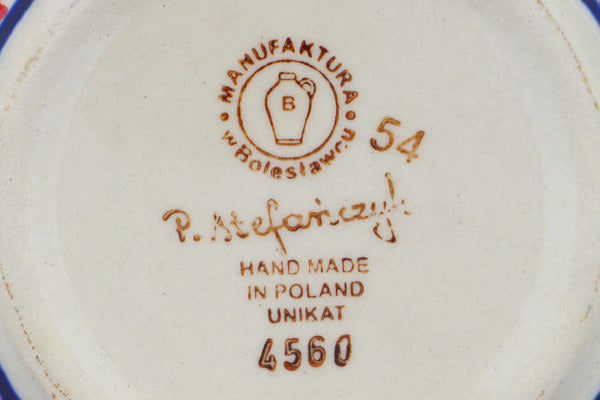 MANUFAKTURA
w Bolesławcu
B
54
P. Stefańczyk
HAND MADE
IN POLAND
UNIKAT
4560